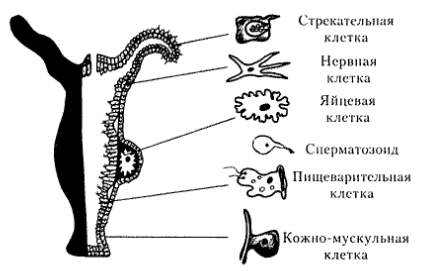 Стрекательная
клетка
Нервная
клетка
Яйцевая
клетка
Сперматозоид
Пищеварительная
клетка
Кожно-мускульная
клетка